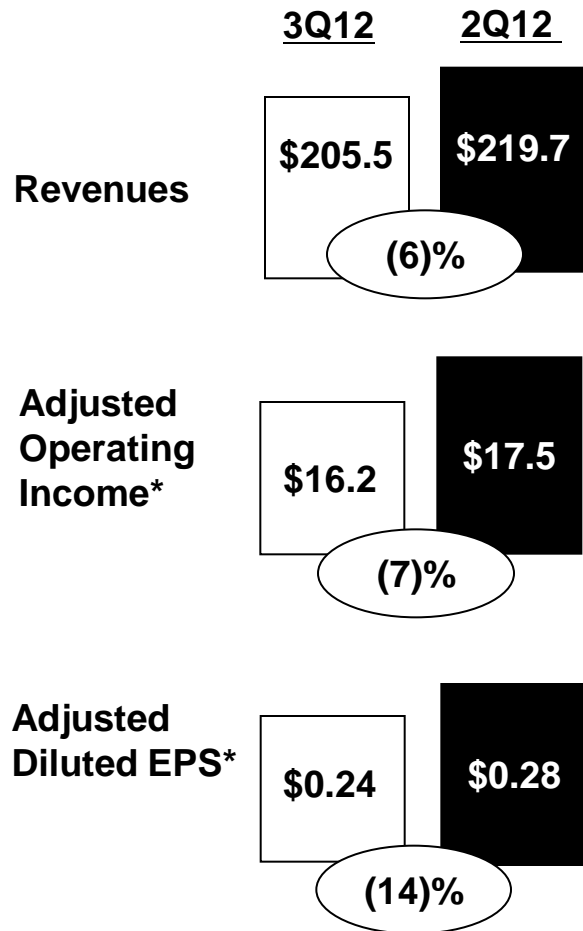 3Q12 2Q12
Revenues
$205.5 $219.7
(6)%
Adjusted
Operating
Income*
$16.2 $17.5
(7)%
Adjusted
Diluted EPS*
$0.24 $0.28
(14)%